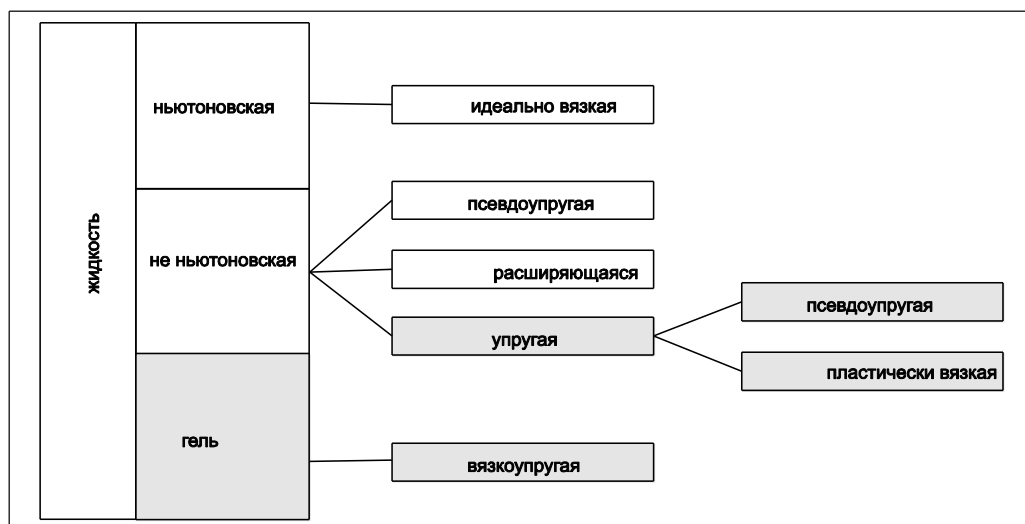 жидкость
ньютоновская
идеально вязкая
не ньютоновская
псевдоупругая
расширяющаяся
упругая
псевдоупругая
пластически вязкая
гель
вязкоупругая